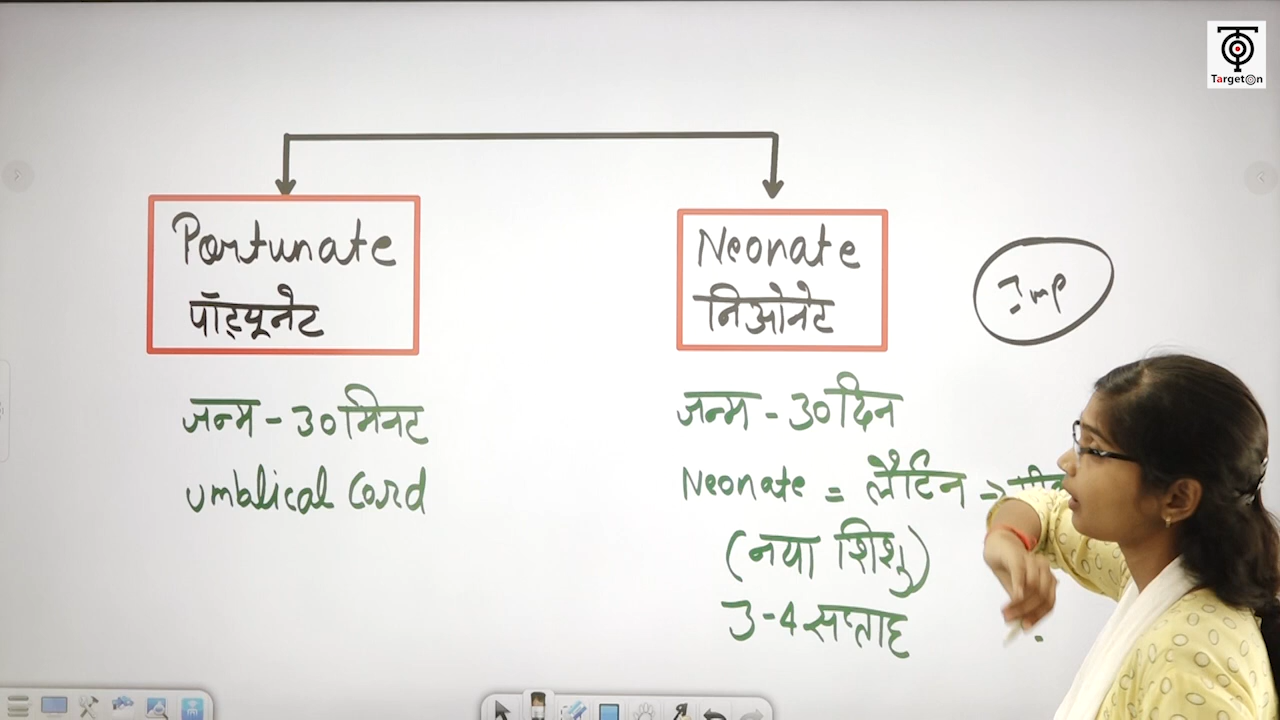 TargetOn
Portunate
पॉर्ट्यूनेट
जन्म - 30 मिनट
umblical Cord
Neonate
निओनेट
Imp
जन्म - 30 दिन
Neonate = लैटिन →
(नया शिशु)
3-4 सप्ताह